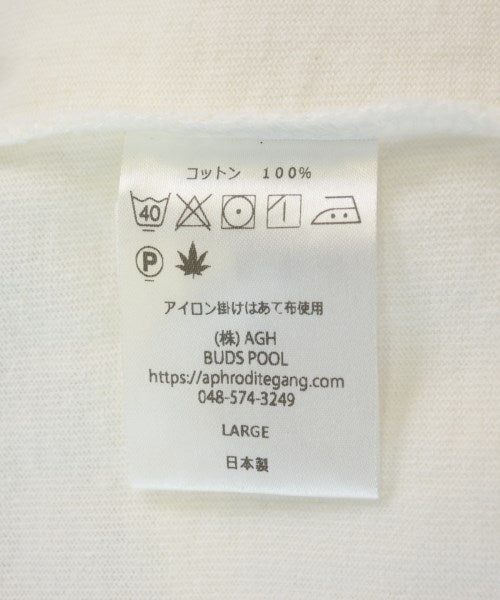 コットン 100%
40
P
アイロン掛けはあて布使用
(株) AGH
BUDS POOL
https://aphroditegang.com
048-574-3249
LARGE
日本製